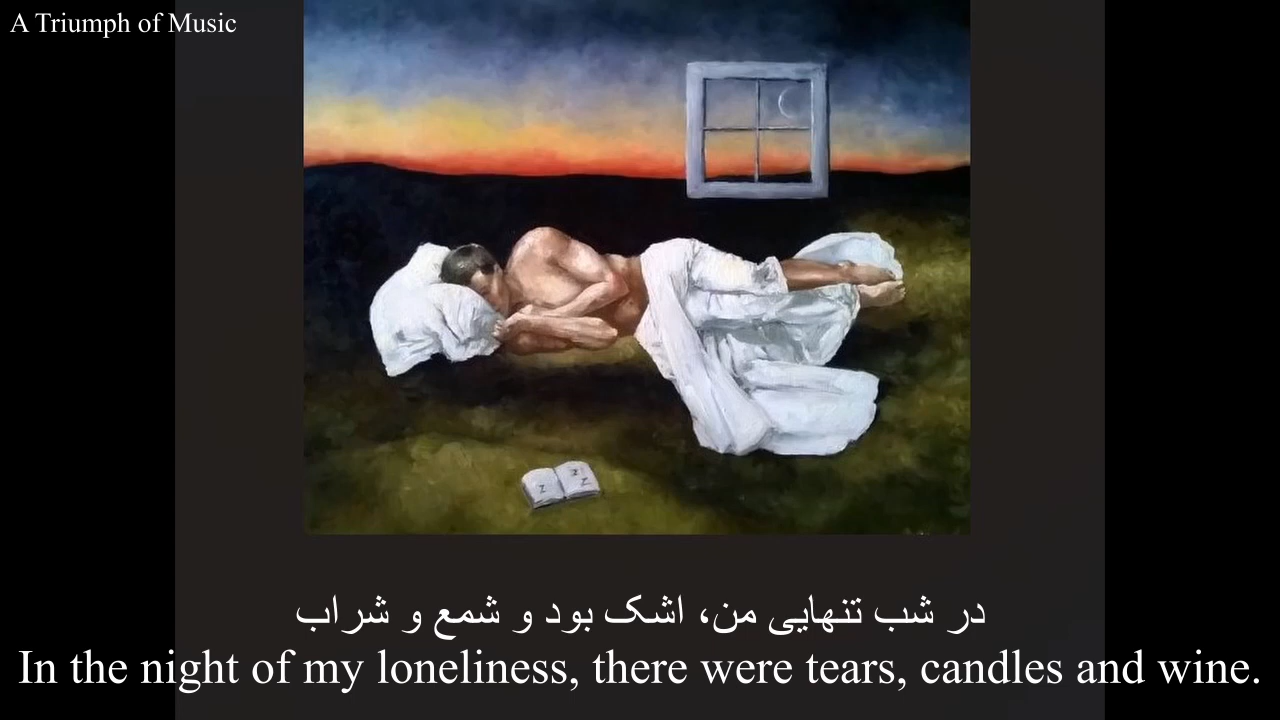 A Triumph of Music
z z z
در شب تنهایی من، اشک بود و شمع و شراب
In the night of my loneliness, there were tears, candles and wine.